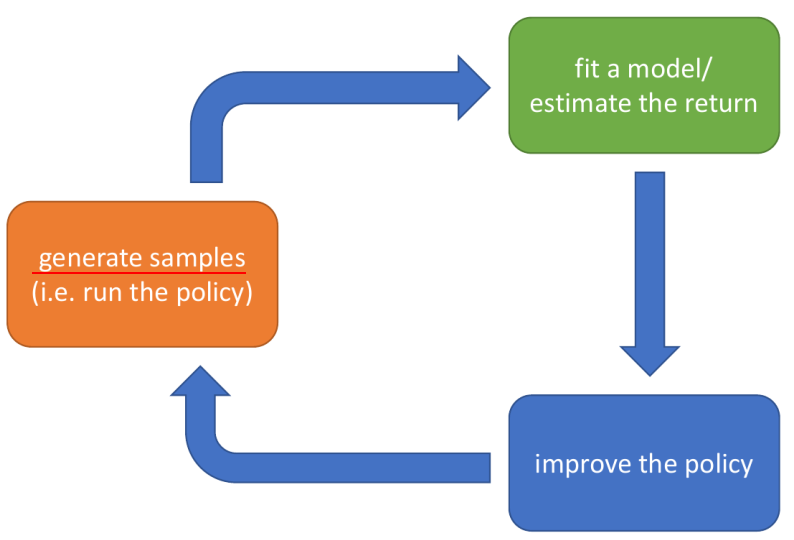 fit a model/
estimate the return
generate samples
(i.e. run the policy)
improve the policy